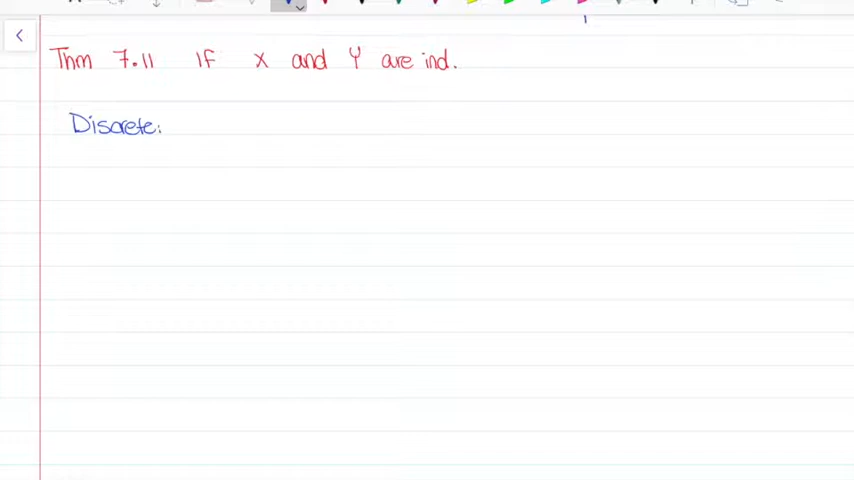 Thm 7.11 If X and Y are ind.
Discrete: